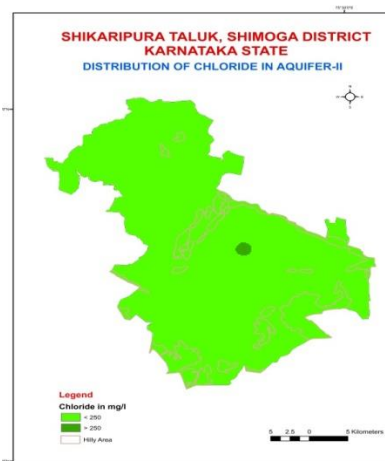 SHIKARIPURA TALUK, SHIMOGA DISTRICT
KARNATAKA STATE
DISTRIBUTION OF CHLORIDE IN AQUIFER-II
Legend
Chloride in mg/l
< 250
> 250
Hilly Area
5 2.5 0 5 Kilometers